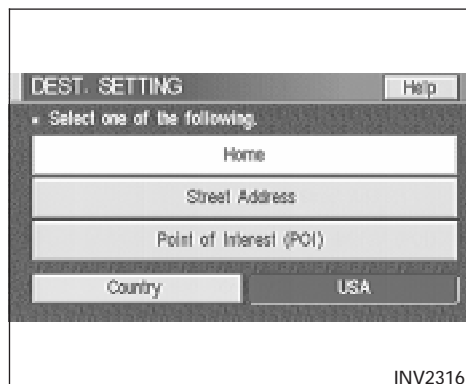 DEST. SETTING Help
▪ Select one of the following.
Home
Street Address
Point of Interest (POI)
Country USA
INV2316